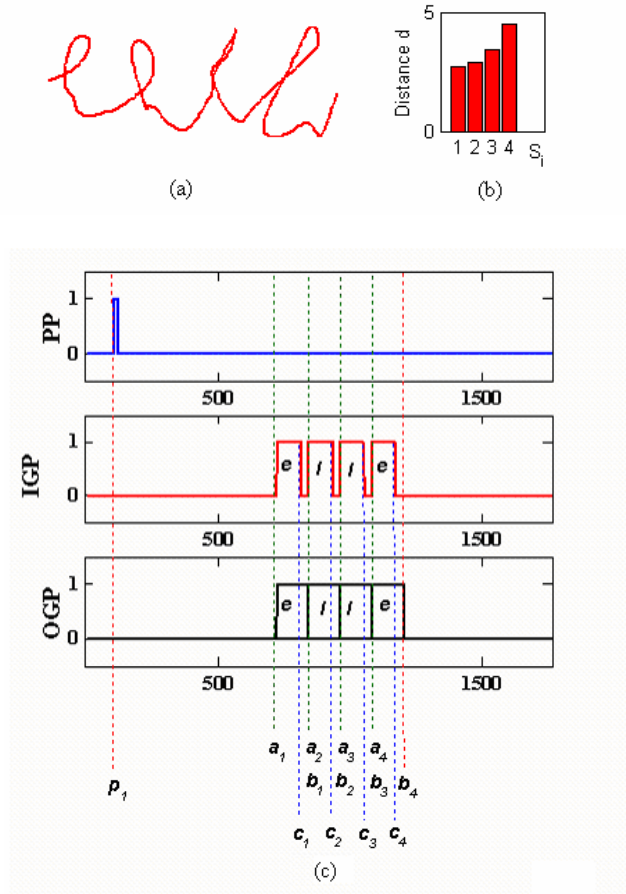 5
Distance d
0
1 2 3 4 S_i
(a)
(b)
PP
1
0
500 1500
IGP
1
0
e l l e
500 1500
OGP
1
0
e l l e
500 1500
a_1 a_2 a_3 a_4
p_1 b_1 b_2 b_3 b_4
c_1 c_2 c_3 c_4
(c)